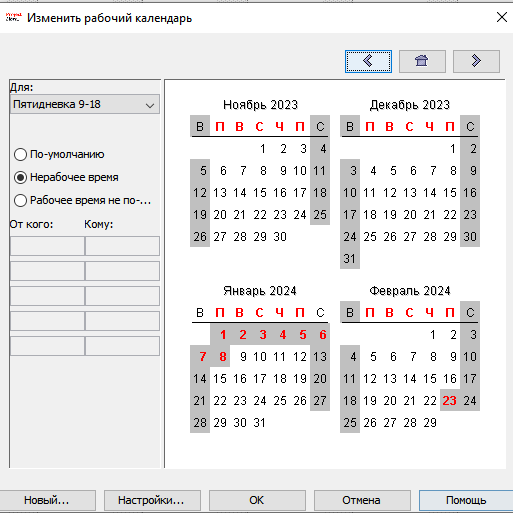 Изменить рабочий календарь
Для:
Пятидневка 9-18
По-умолчанию
Нерабочее время
Рабочее время не по-...
От кого: Кому:
Ноябрь 2023
В П В С Ч П С
1 2 3 4
5 6 7 8 9 10 11
12 13 14 15 16 17 18
19 20 21 22 23 24 25
26 27 28 29 30
Декабрь 2023
В П В С Ч П С
1 2
3 4 5 6 7 8 9
10 11 12 13 14 15 16
17 18 19 20 21 22 23
24 25 26 27 28 29 30
31
Январь 2024
В П В С Ч П С
1 2 3 4 5 6
7 8 9 10 11 12 13
14 15 16 17 18 19 20
21 22 23 24 25 26 27
28 29 30 31
Февраль 2024
В П В С Ч П С
1 2 3
4 5 6 7 8 9 10
11 12 13 14 15 16 17
18 19 20 21 22 23 24
25 26 27 28 29
Новый... Настройки... ОК Отмена Помощь